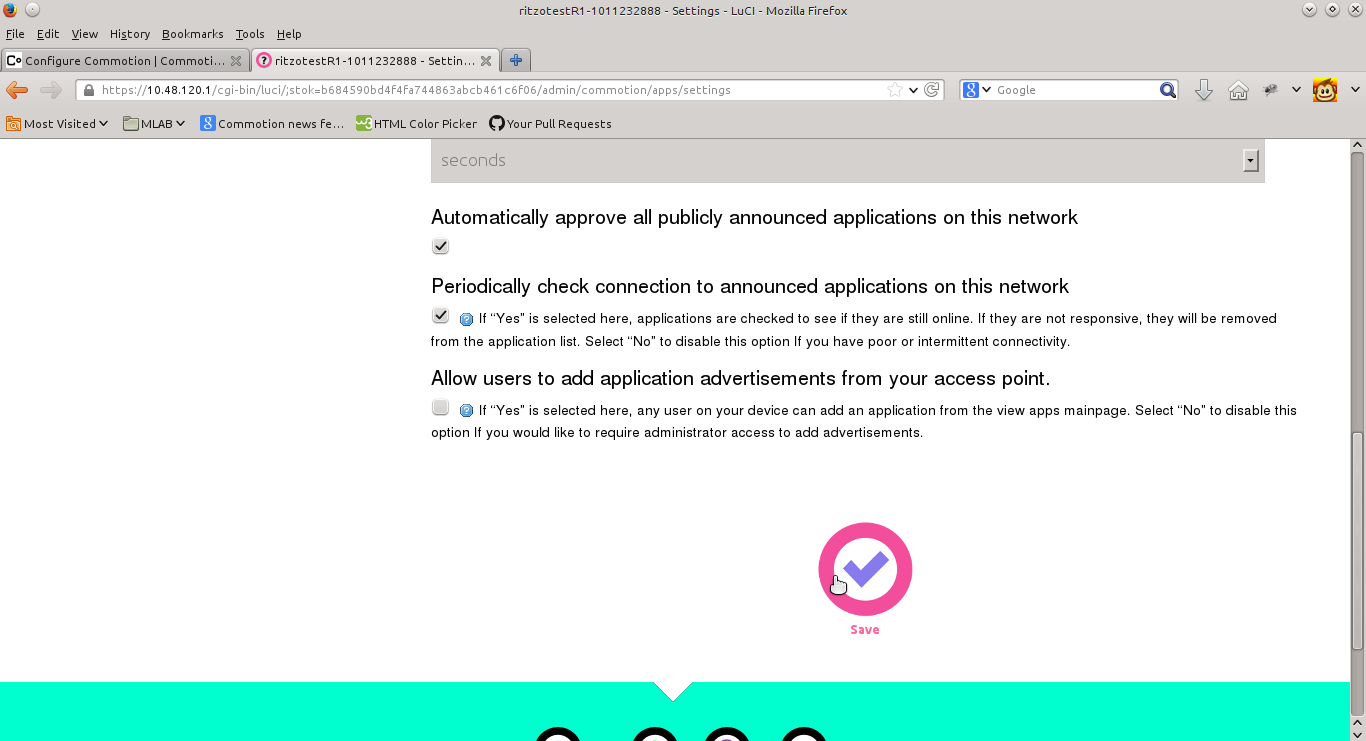 ritzotestR1-1011232888 - Settings - LuCI - Mozilla Firefox
File Edit View History Bookmarks Tools Help
Configure Commotion | Commoti... ritzotestR1-1011232888 - Settin...
https://10.48.120.1/cgi-bin/luci/;stok=b684590bd4f4fa744863abcb461c6f06/admin/commotion/apps/settings Google
Most Visited MLAB Commotion news fe... HTML Color Picker Your Pull Requests
seconds
Automatically approve all publicly announced applications on this network
Periodically check connection to announced applications on this network
If “Yes” is selected here, applications are checked to see if they are still online. If they are not responsive, they will be removed
from the application list. Select “No” to disable this option If you have poor or intermittent connectivity.
Allow users to add application advertisements from your access point.
If “Yes” is selected here, any user on your device can add an application from the view apps mainpage. Select “No” to disable this
option If you would like to require administrator access to add advertisements.
Save